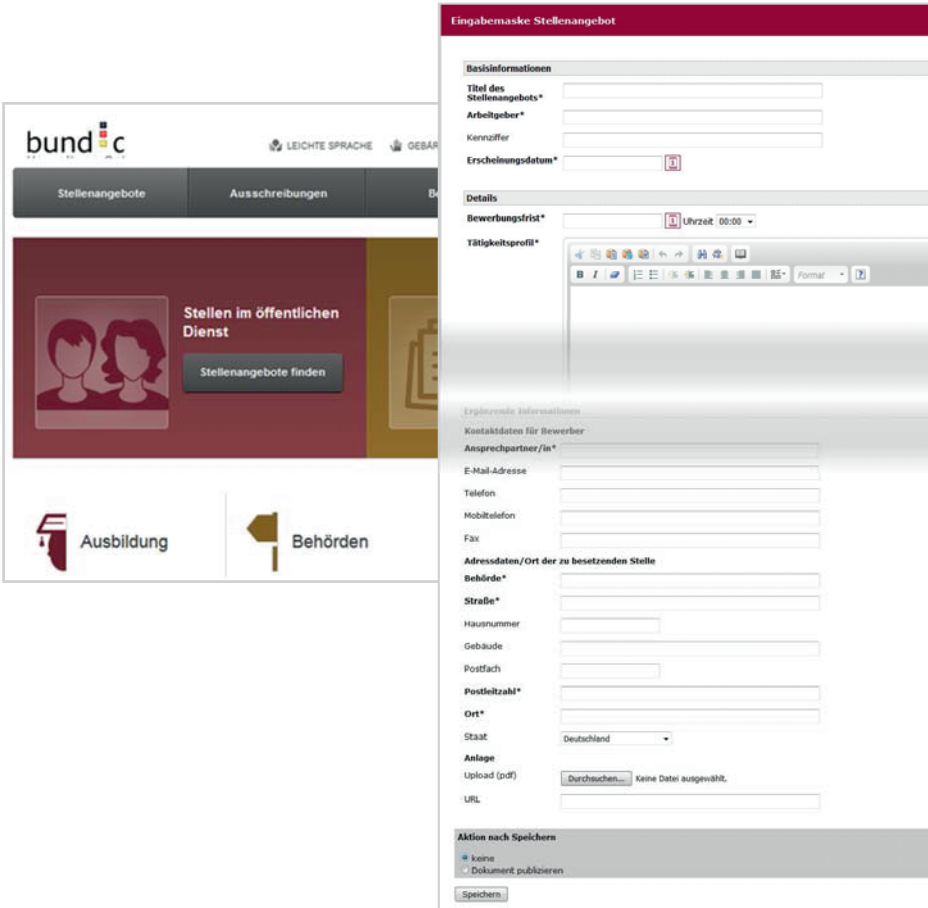 bund c
LEICHTE SPRACHE
Stellenangebote
Ausschreibungen
Stellen im öffentlichen
Dienst
Stellenangebote finden
Ausbildung
Behörden
Eingabemaske Stellenangebot
Basisinformationen
Titel des
Stellenangebots*
Arbeitgeber*
Kennziffer
Erscheinungsdatum*
1
Details
Bewerbungsfrist*
1 Uhrzeit 00:00
Tätigkeitsprofil*
B I Format ?
Ergänzende Informationen
Kontaktdaten für Bewerber
Ansprechpartner/in*
E-Mail-Adresse
Telefon
Mobiltelefon
Fax
Adressdaten/Ort der zu besetzenden Stelle
Behörde*
Straße*
Hausnummer
Gebäude
Postfach
Postleitzahl*
Ort*
Staat Deutschland
Anlage
Upload (pdf) Durchsuchen... Keine Datei ausgewählt.
URL
Aktion nach Speichern
keine
Dokument publizieren
Speichern